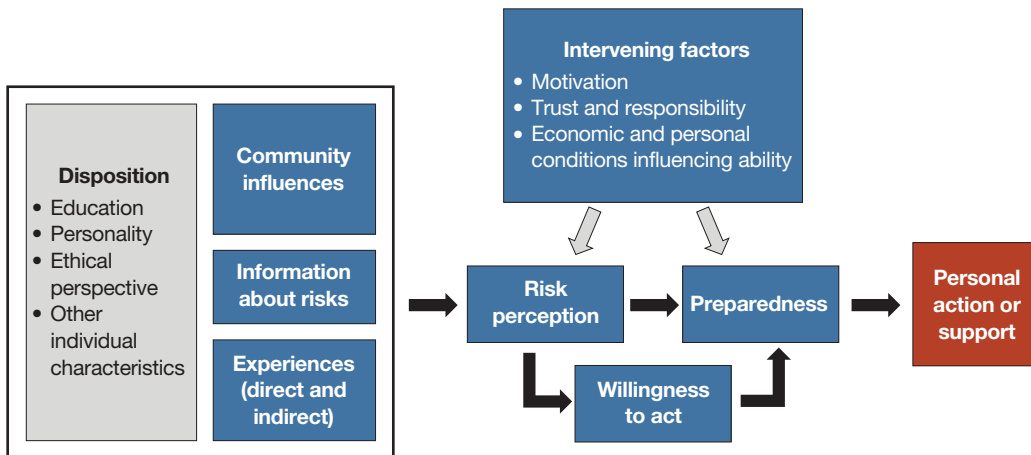 Intervening factors
• Motivation
• Trust and responsibility
• Economic and personal
conditions influencing ability
Disposition
• Education
• Personality
• Ethical
perspective
• Other
individual
characteristics
Community
influences
Information
about risks
Experiences
(direct and
indirect)
Risk
perception
Preparedness
Willingness
to act
Personal
action or
support